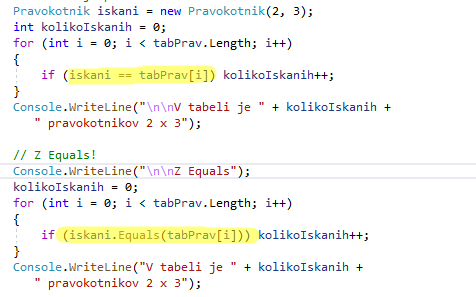 Pravokotnik iskani = new Pravokotnik(2, 3);
int kolikoIskanih = 0;
for (int i = 0; i < tabPrav.Length; i++)
{
if (iskani == tabPrav[i]) kolikoIskanih++;
}
Console.WriteLine("\n\nV tabeli je " + kolikoIskanih +
" pravokotnikov 2 x 3");
// Z Equals!
Console.WriteLine("\n\nZ Equals");
kolikoIskanih = 0;
for (int i = 0; i < tabPrav.Length; i++)
{
if (iskani.Equals(tabPrav[i])) kolikoIskanih++;
}
Console.WriteLine("V tabeli je " + kolikoIskanih +
" pravokotnikov 2 x 3");